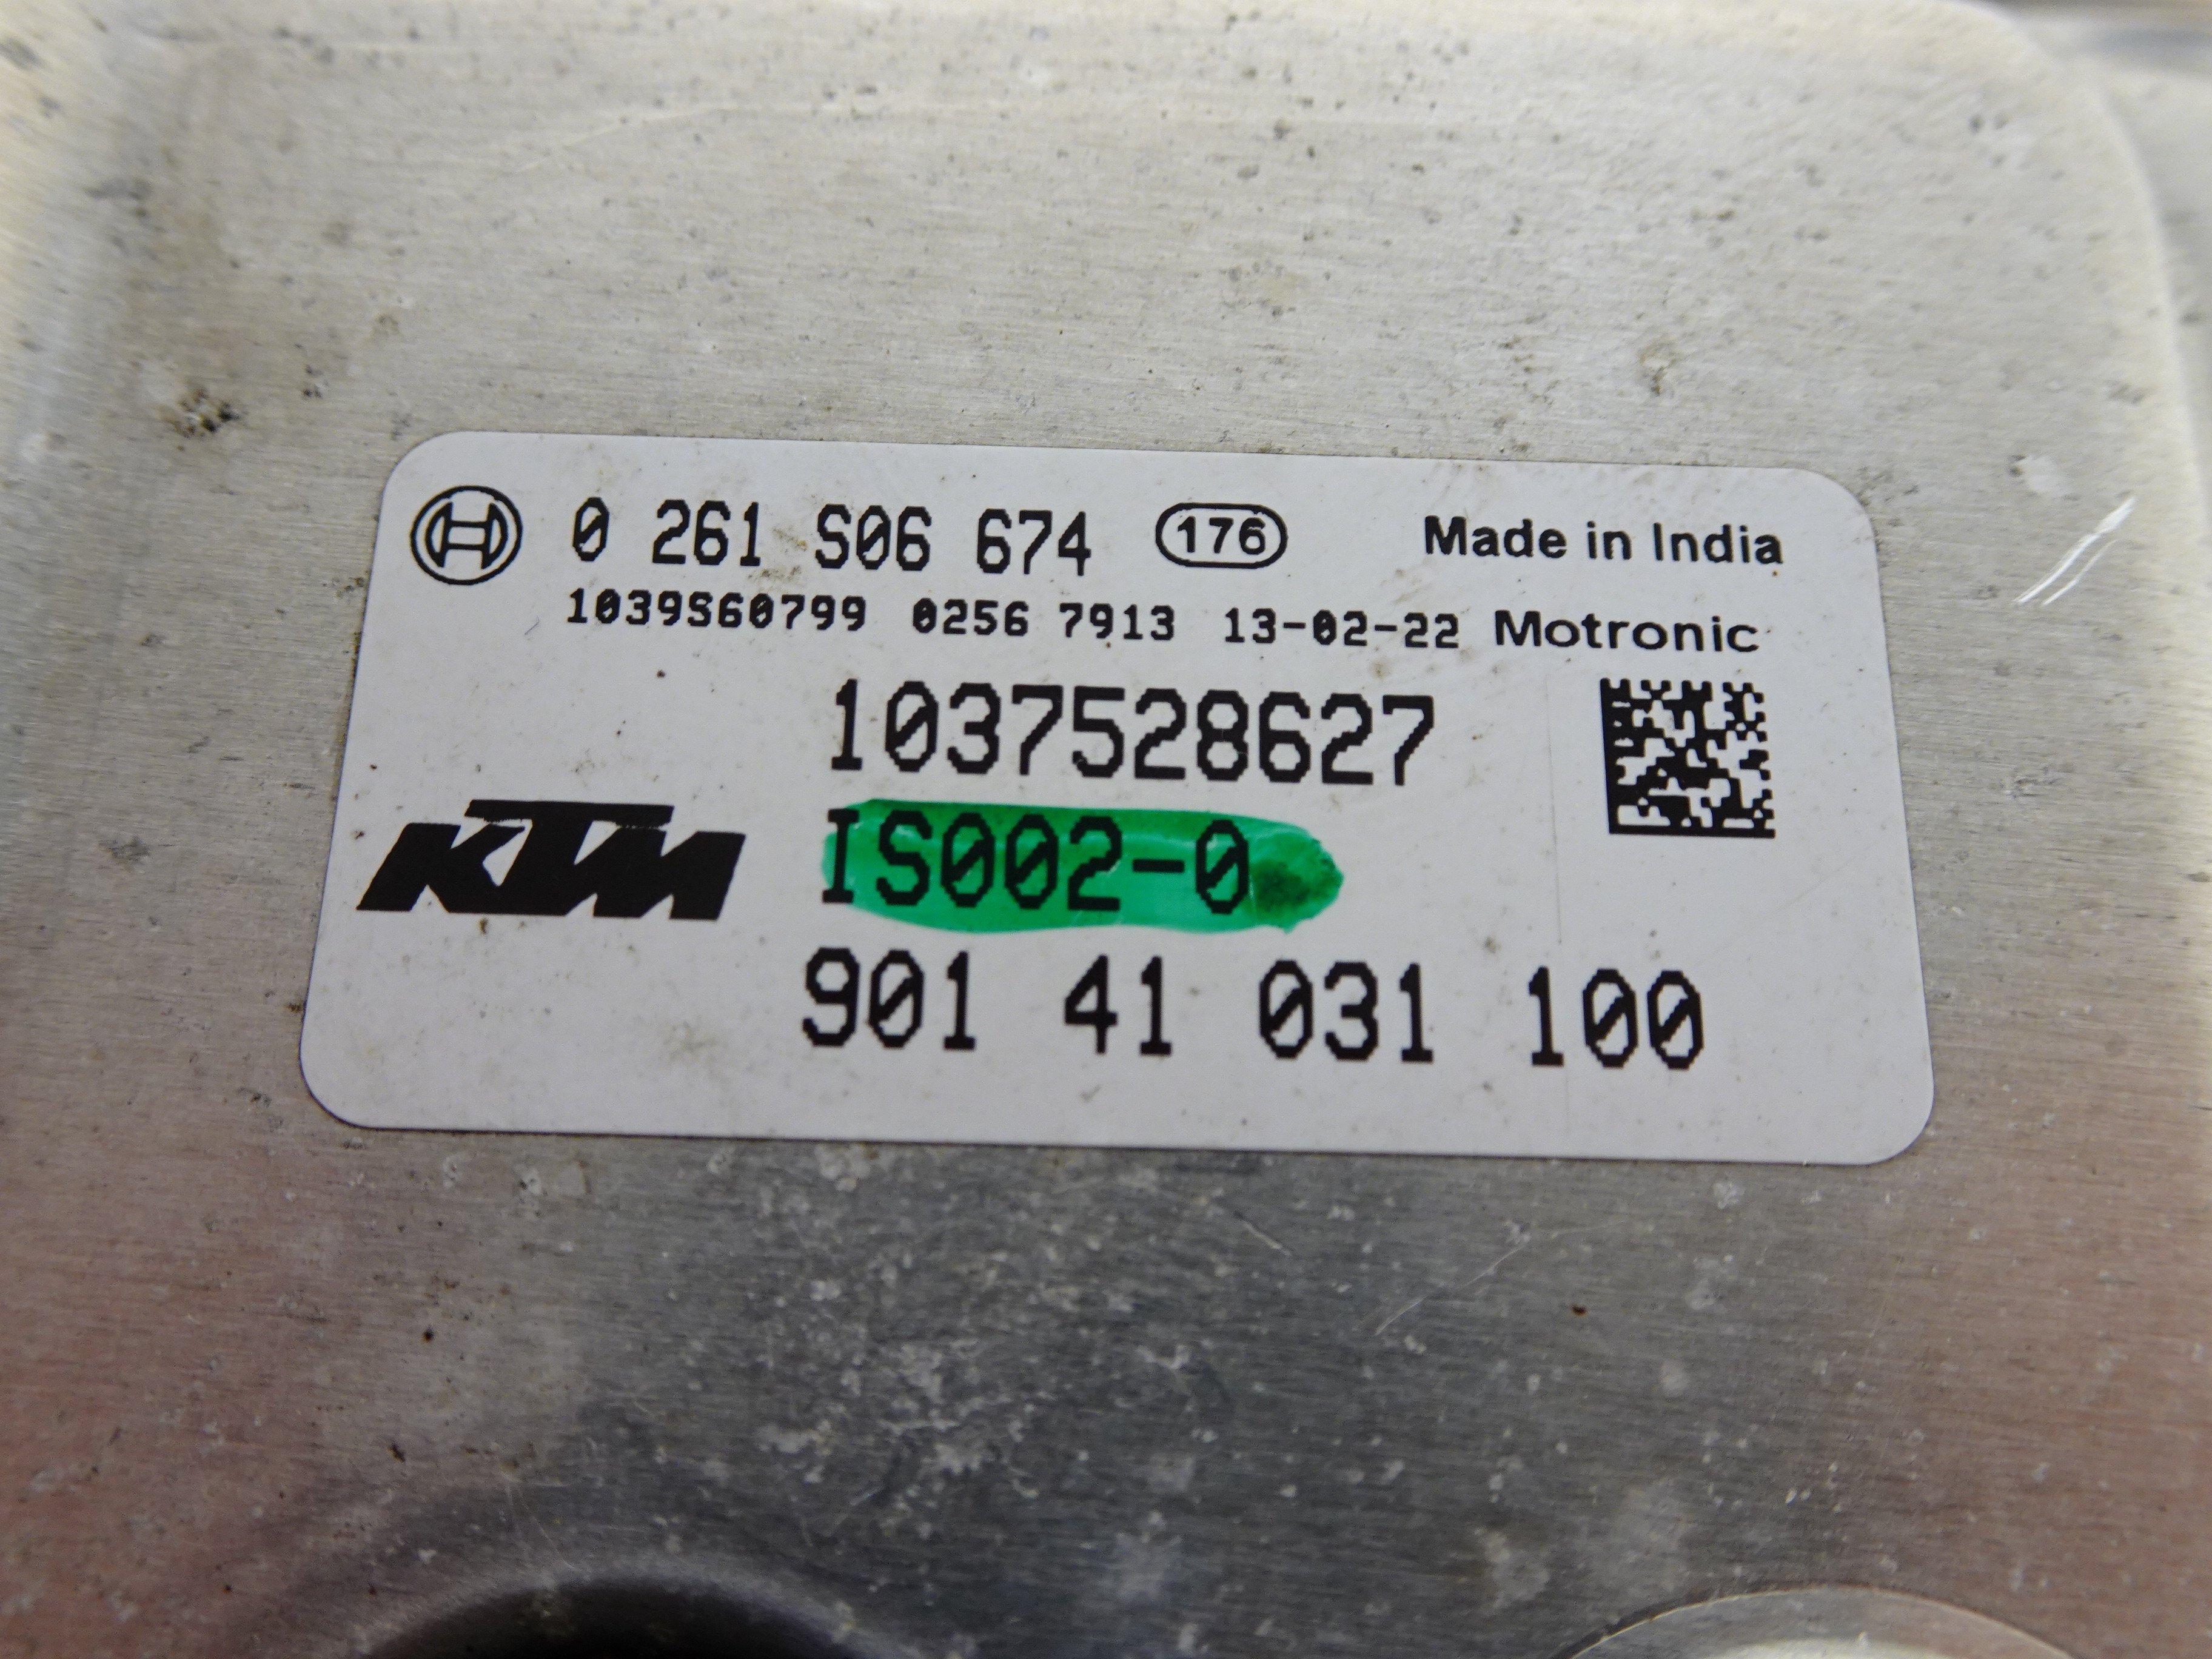 0 261 S06 674 176 Made in India
1039S60799 0256 7913 13-02-22 Motronic
1037528627
KTM IS002-0
901 41 031 100